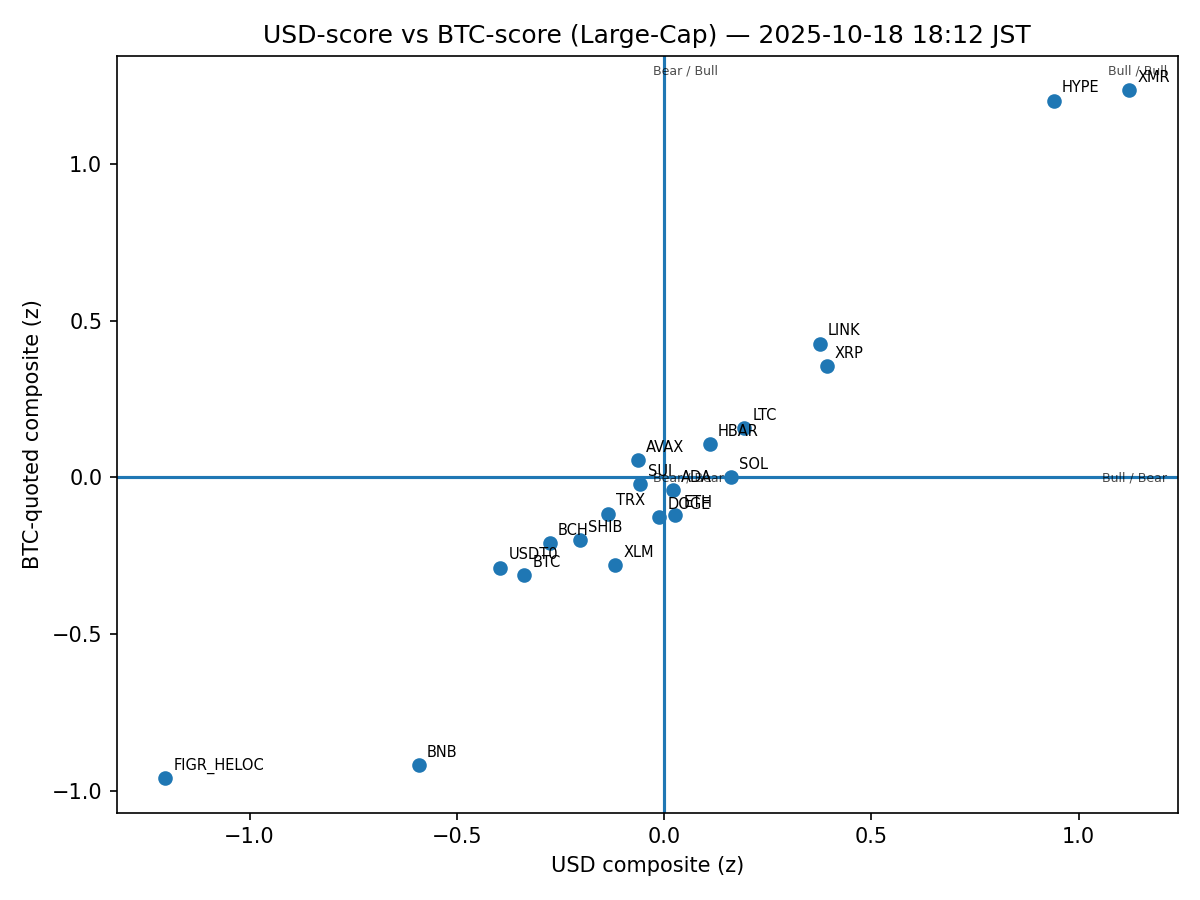 USD-score vs BTC-score (Large-Cap) — 2025-10-18 18:12 JST
Bear / Bull
Bull / Bull
XMR
HYPE
1.0
LINK
0.5
XRP
LTC
HBAR
AVAX
SOL
SUI
ADA
0.0
Bear / Bear
Bull / Bear
TRX
DOGE
ETH
SHIB
BCH
XLM
USDT0
BTC
−0.5
BNB
FIGR_HELOC
−1.0
−1.0
−0.5
0.0
0.5
1.0
USD composite (z)
BTC-quoted composite (z)